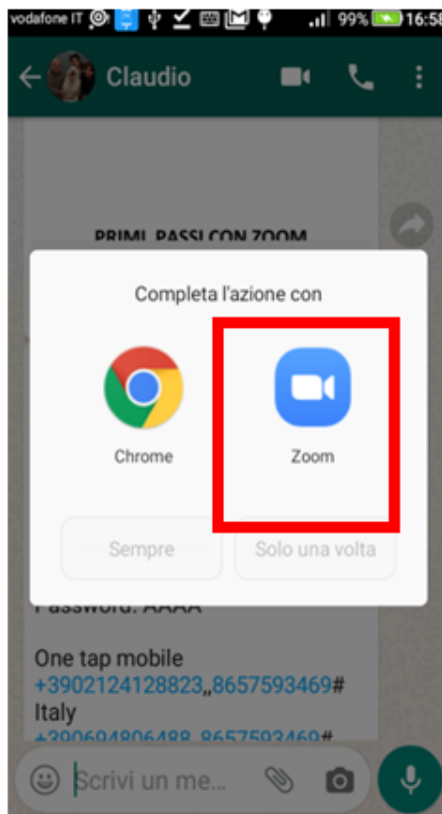 vodafone IT 99% 16:58
Claudio
PRIMI PASSI CON ZOOM
Completa l'azione con
Chrome Zoom
Sempre Solo una volta
Password: AAAA
One tap mobile
+3902124128823,,8657593469#
Italy
+390694806488,,8657593469#
Scrivi un me...